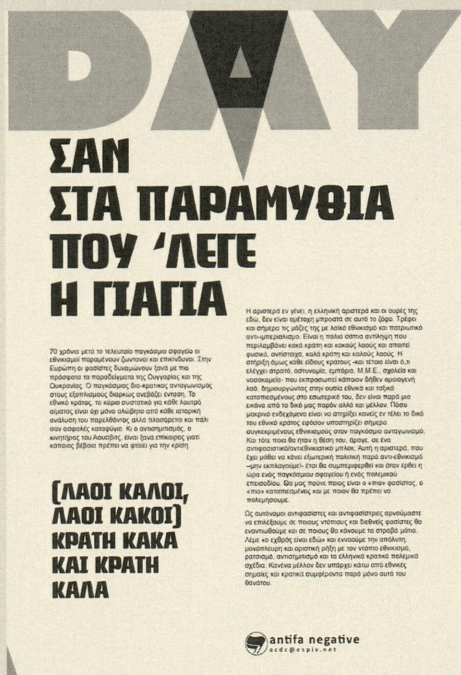 DAY
ΣΑΝ
ΣΤΑ ΠΑΡΑΜΥΘΙΑ
ΠΟΥ ‘ΛΕΓΕ
Η ΓΙΑΓΙΑ
70 χρόνια μετά το τελευταίο παγκόσμιο σφαγείο οι
εθνικισμοί παραμένουν ζωντανοί και επικίνδυνοι. Στην
Ευρώπη οι φασίστες δυναμώνουν ξανά με πιο
πρόσφατα τα παραδείγματα της Ουγγαρίας και της
Ουκρανίας. Ο παγκόσμιος δια-κρατικός ανταγωνισμός
στους εξοπλισμούς διαρκώς ανεβάζει ένταση. Το
εθνικό κράτος, το κύριο συστατικό για κάθε λουτρό
αίματος είναι όχι μόνο αλώβητο από κάθε ιστορική
ανάλυση του παρελθόντος αλλά πλασάρεται και πάλι
σαν ασφαλές καταφύγιο. Κι ο αντισημιτισμός, ο
κινητήρας του Άουσβιτς, είναι ξανά επίκαιρος γιατί
κάποιος βέβαια πρέπει να φταίει για την κρίση.
(ΛΑΟΙ ΚΑΛΟΙ,
ΛΑΟΙ ΚΑΚΟΙ)
ΚΡΑΤΗ ΚΑΚΑ
ΚΑΙ ΚΡΑΤΗ
ΚΑΛΑ
Η αριστερά εν γένει, η ελληνική αριστερά και οι ουρές της
εδώ, δεν είναι αμέτοχη μπροστά σε αυτό το ζόφο. Τρέφει
και σήμερα τις μάζες της με λαϊκό εθνικισμό και πατριωτικό
αντι-ιμπεριαλισμό. Είναι η παλιά σάπια αντίληψη που
περιλαμβάνει κακά κράτη και κακούς λαούς και απαιτεί
φυσικά, αντίστοιχα, καλά κράτη και καλούς λαούς. Η
στήριξη όμως κάθε είδους κράτους -και τέτοιο είναι ό,τι
ελέγχει στρατό, αστυνομία, εμπόριο, Μ.Μ.Ε., σχολεία και
νοσοκομεία- που εκπροσωπεί κάποιον δήθεν ομοιογενή
λαό, δημιουργώντας στην ουσία εθνικά και ταξικά
καταπιεσμένους στο εσωτερικό του, δεν είναι παρά μια
εικόνα από το δικό μας παρόν αλλά και μέλλον. Πόσο
μακρινό ενδεχόμενο είναι να στηρίξει κανείς εν τέλει το δικό
του εθνικό κράτος εφόσον υποστηρίζει σήμερα
συγκεκριμένους εθνικισμούς στον παγκόσμιο ανταγωνισμό;
Και τότε ποια θα ήταν η θέση του, άραγε, σε ένα
αντιφασιστικό/αντιεθνικιστικό μπλοκ; Αυτή η αριστερά, που
έχει μάθει να κάνει εξωτερική πολιτική παρά αντι-εθνικισμό
–μην εκπλαγούμε!- έτσι θα συμπεριφερθεί και όταν έρθει η
ώρα ενός παγκόσμιου σφαγείου ή ενός πολεμικού
επεισοδίου. Θα μας πούνε ποιος είναι ο «πιο» φασίστας, ο
«πιο» καταπιεσμένος και με ποιον θα πρέπει να
πολεμήσουμε.
Ως αυτόνομοι αντιφασίστες και αντιφασίστριες αρνούμαστε
να επιλέξουμε σε ποιους ντόπιους και διεθνείς φασίστες θα
εναντιωθούμε και σε ποιους θα κάνουμε τα στραβά μάτια.
Λέμε «ο εχθρός είναι εδώ» και εννοούμε την απόλυτη,
μονόπλευρη και οριστική ρήξη με τον ντόπιο εθνικισμό,
ρατσισμό, αντισημιτισμό και τα ελληνικά κρατικά πολεμικά
σχέδια. Κανένα μέλλον δεν υπάρχει κάτω από εθνικές
σημαίες και κρατικά συμφέροντα παρά μόνο αυτό του
θανάτου.
antifa negative
acdc@espiv.net